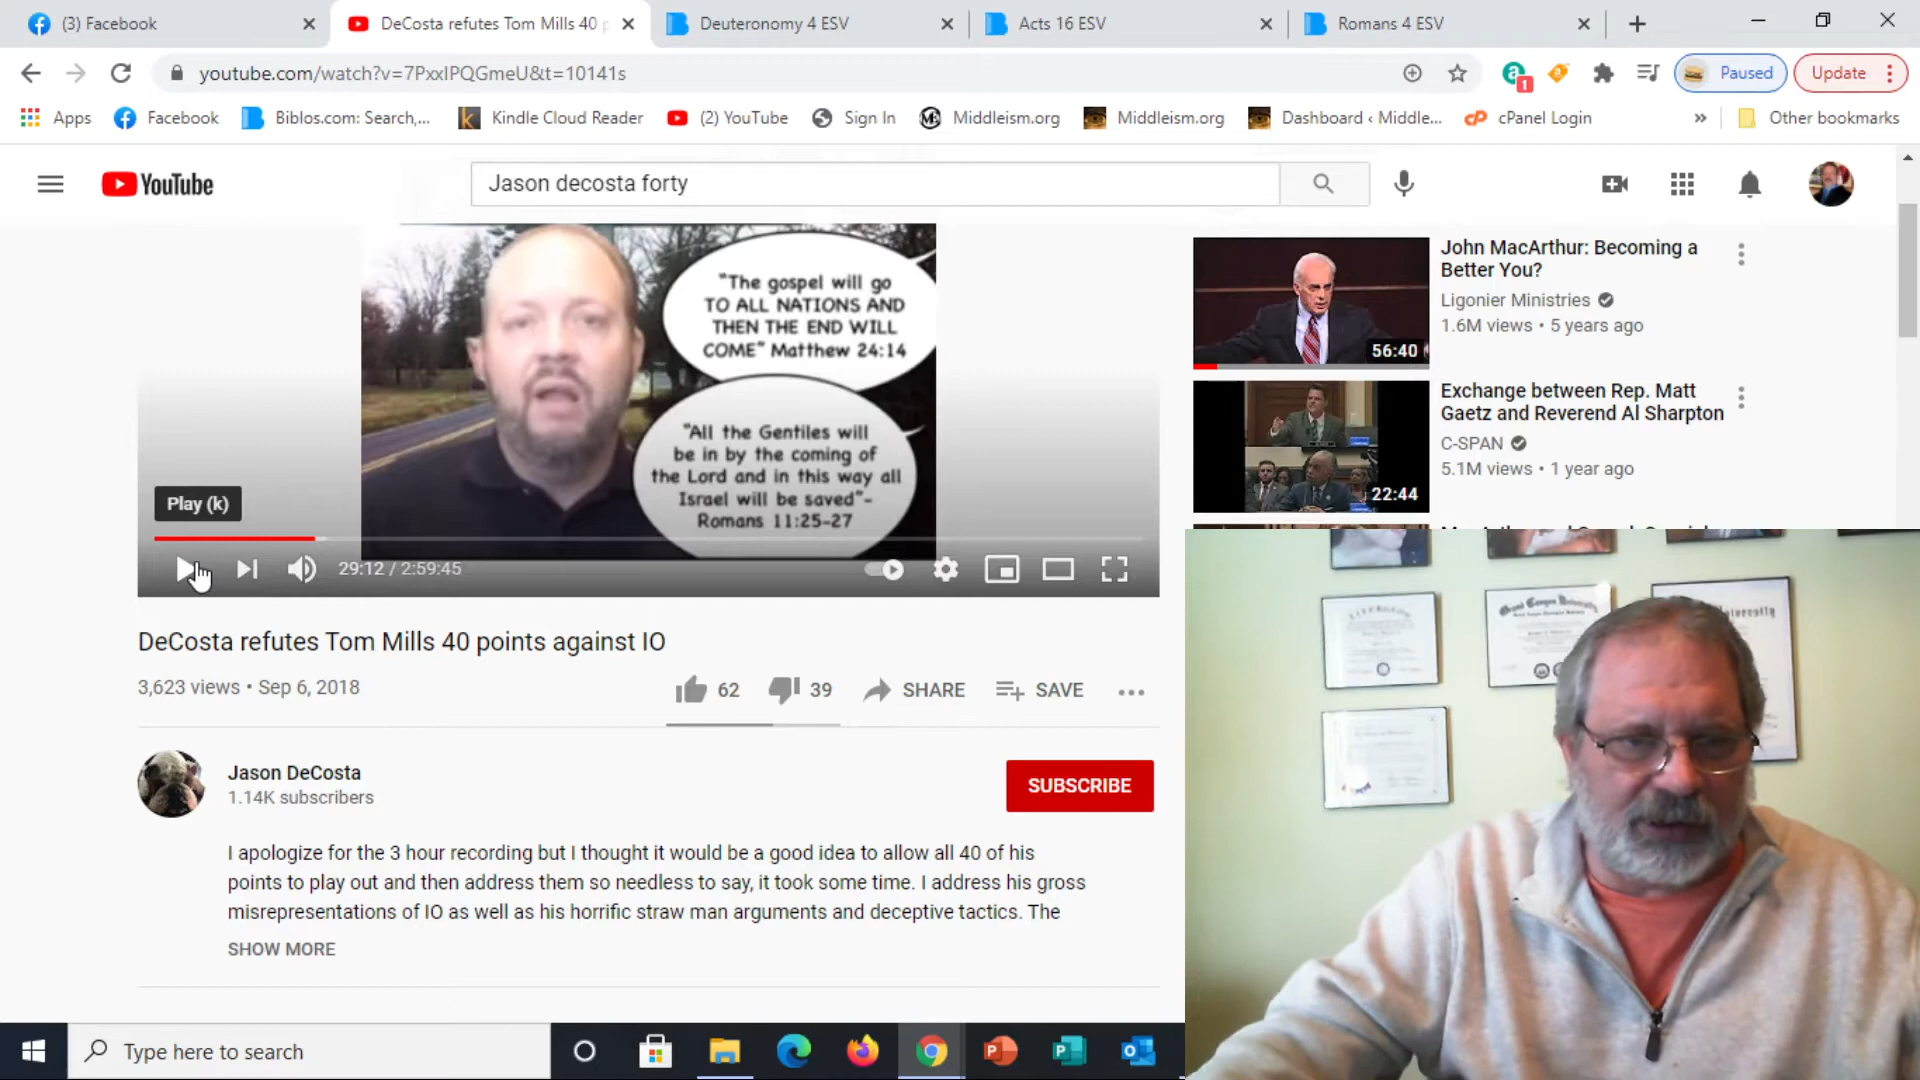 (3) Facebook
DeCosta refutes Tom Mills 40 p
Deuteronomy 4 ESV
Acts 16 ESV
Romans 4 ESV
youtube.com/watch?v=7PxxIPQGmeU&t=10141s
1
Paused
Update
Apps
Facebook
Biblos.com: Search,...
Kindle Cloud Reader
(2) YouTube
Sign In
Middleism.org
Middleism.org
Dashboard ‹ Middle...
cPanel Login
»
Other bookmarks
YouTube
Jason decosta forty
"The gospel will go
TO ALL NATIONS AND
THEN THE END WILL
COME" Matthew 24:14
"All the Gentiles will
be in by the coming of
the Lord and in this way all
Israel will be saved"-
Romans 11:25-27
Play (k)
29:12 / 2:59:45
DeCosta refutes Tom Mills 40 points against IO
3,623 views • Sep 6, 2018
62
39
SHARE
SAVE
Jason DeCosta
1.14K subscribers
SUBSCRIBE
I apologize for the 3 hour recording but I thought it would be a good idea to allow all 40 of his
points to play out and then address them so needless to say, it took some time. I address his gross
misrepresentations of IO as well as his horrific straw man arguments and deceptive tactics. The
SHOW MORE
John MacArthur: Becoming a
Better You?
Ligonier Ministries
1.6M views • 5 years ago
56:40
Exchange between Rep. Matt
Gaetz and Reverend Al Sharpton
C-SPAN
5.1M views • 1 year ago
22:44
Type here to search